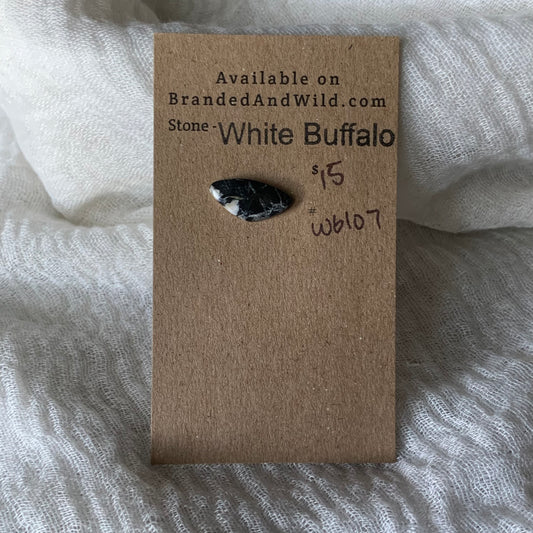 Available on
BrandedAndWild.com
Stone - White Buffalo
$15
# WB107